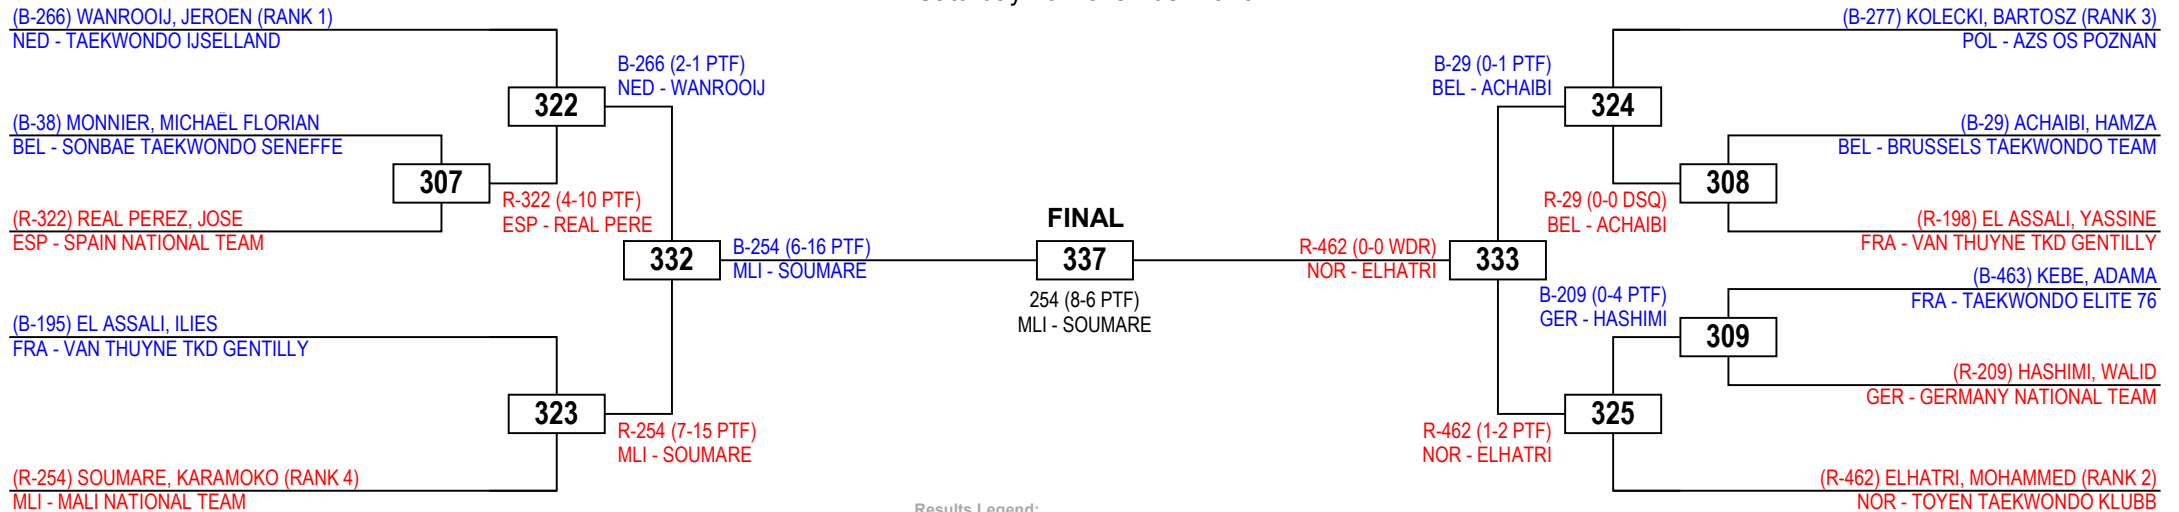 (B-266) WANROOIJ, JEROEN (RANK 1)
NED - TAEKWONDO IJSELLAND
(B-38) MONNIER, MICHAËL FLORIAN
BEL - SONBAE TAEKWONDO SENEFFE
(R-322) REAL PEREZ, JOSE
ESP - SPAIN NATIONAL TEAM
(B-195) EL ASSALI, ILIES
FRA - VAN THUYNE TKD GENTILLY
(R-254) SOUMARE, KARAMOKO (RANK 4)
MLI - MALI NATIONAL TEAM
307
R-322 (4-10 PTF)
ESP - REAL PERE
322
B-266 (2-1 PTF)
NED - WANROOIJ
323
R-254 (7-15 PTF)
MLI - SOUMARE
332
B-254 (6-16 PTF)
MLI - SOUMARE
FINAL
337
254 (8-6 PTF)
MLI - SOUMARE
R-462 (0-0 WDR)
NOR - ELHATRI
333
B-29 (0-1 PTF)
BEL - ACHAIBI
324
R-29 (0-0 DSQ)
BEL - ACHAIBI
308
B-209 (0-4 PTF)
GER - HASHIMI
309
R-462 (1-2 PTF)
NOR - ELHATRI
325
(B-277) KOLECKI, BARTOSZ (RANK 3)
POL - AZS OS POZNAN
(B-29) ACHAIBI, HAMZA
BEL - BRUSSELS TAEKWONDO TEAM
(R-198) EL ASSALI, YASSINE
FRA - VAN THUYNE TKD GENTILLY
(B-463) KEBE, ADAMA
FRA - TAEKWONDO ELITE 76
(R-209) HASHIMI, WALID
GER - GERMANY NATIONAL TEAM
(R-462) ELHATRI, MOHAMMED (RANK 2)
NOR - TOYEN TAEKWONDO KLUBB
Results Legend: